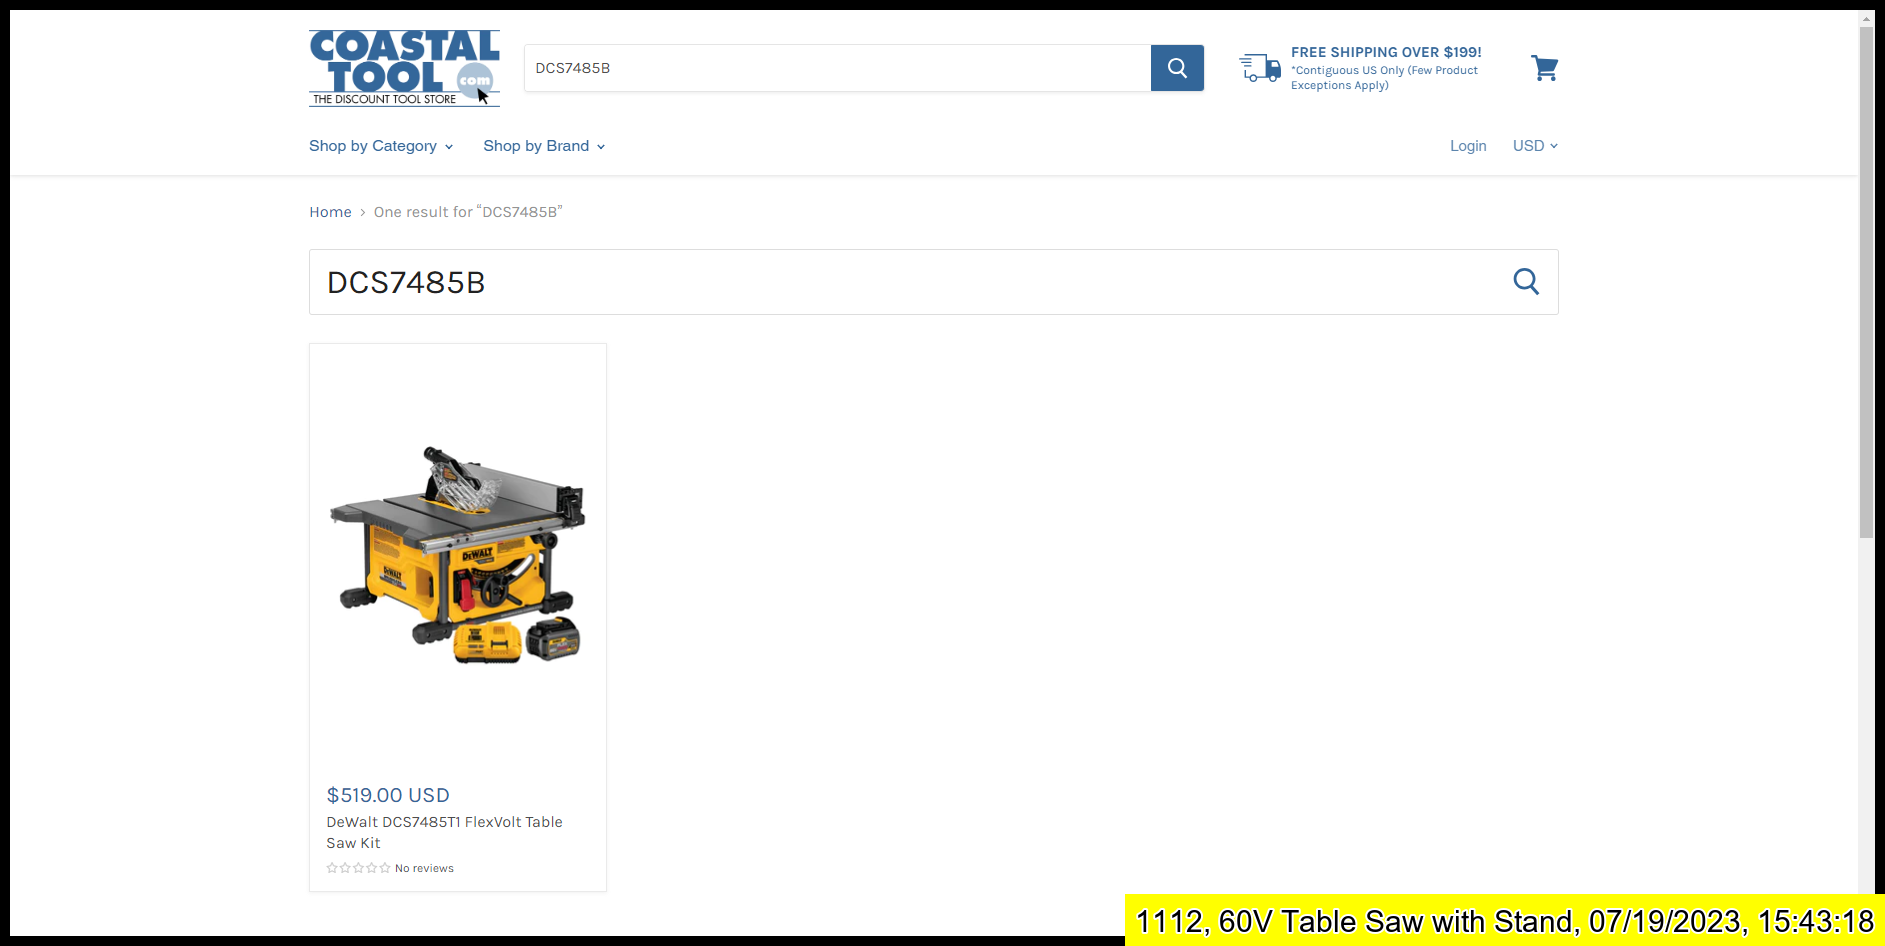 COASTAL
TOOL com
THE DISCOUNT TOOL STORE
DCS7485B
FREE SHIPPING OVER $199!
*Contiguous US Only (Few Product
Exceptions Apply)
Shop by Category
Shop by Brand
Login
USD
Home › One result for “DCS7485B”
DCS7485B
DEWALT
DEWALT
$519.00 USD
DeWalt DCS7485T1 FlexVolt Table
Saw Kit
No reviews
1112, 60V Table Saw with Stand, 07/19/2023, 15:43:18